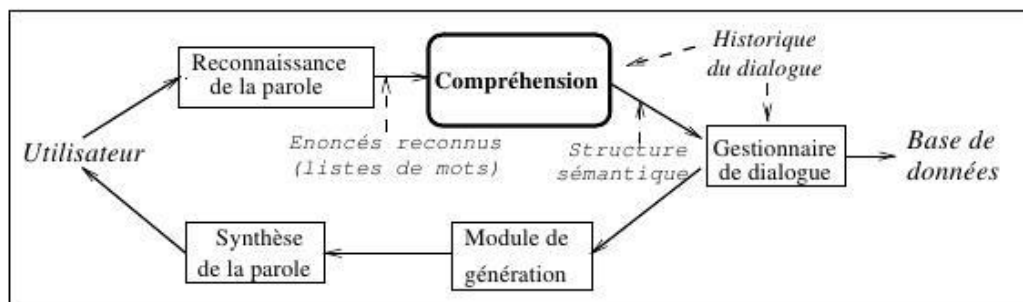 Reconnaissance
de la parole
Compréhension
Historique
du dialogue
Utilisateur
Enoncés reconnus
(listes de mots)
Structure
sémantique
Gestionnaire
de dialogue
Base de
données
Synthèse
de la parole
Module de
génération